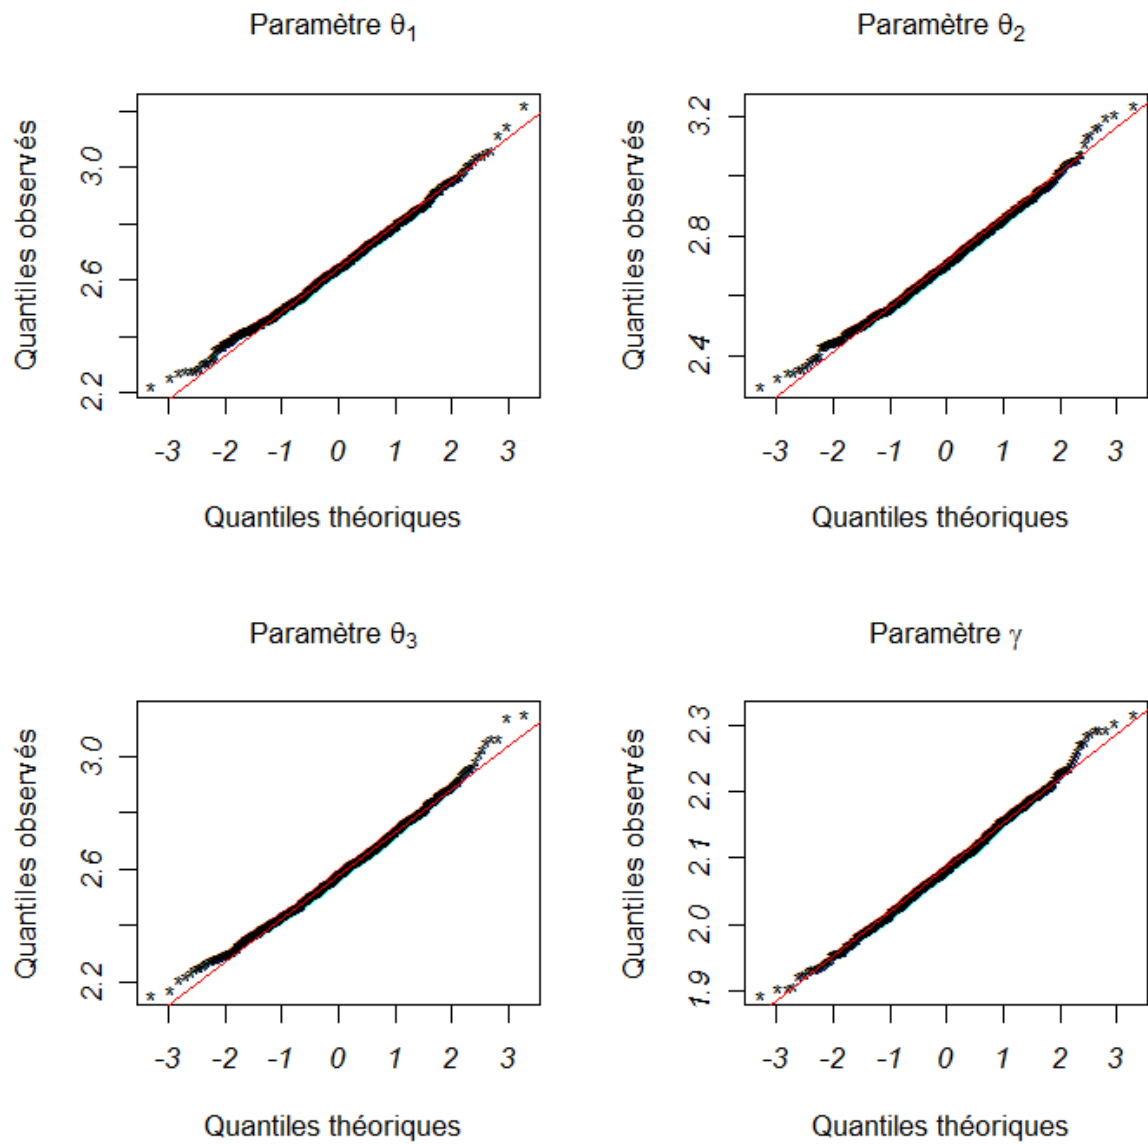 Paramètre θ1
Quantiles observés
2.2 2.6 3.0
-3 -2 -1 0 1 2 3
Quantiles théoriques
Paramètre θ2
Quantiles observés
2.4 2.8 3.2
-3 -2 -1 0 1 2 3
Quantiles théoriques
Paramètre θ3
Quantiles observés
2.2 2.6 3.0
-3 -2 -1 0 1 2 3
Quantiles théoriques
Paramètre γ
Quantiles observés
1.9 2.0 2.1 2.2 2.3
-3 -2 -1 0 1 2 3
Quantiles théoriques